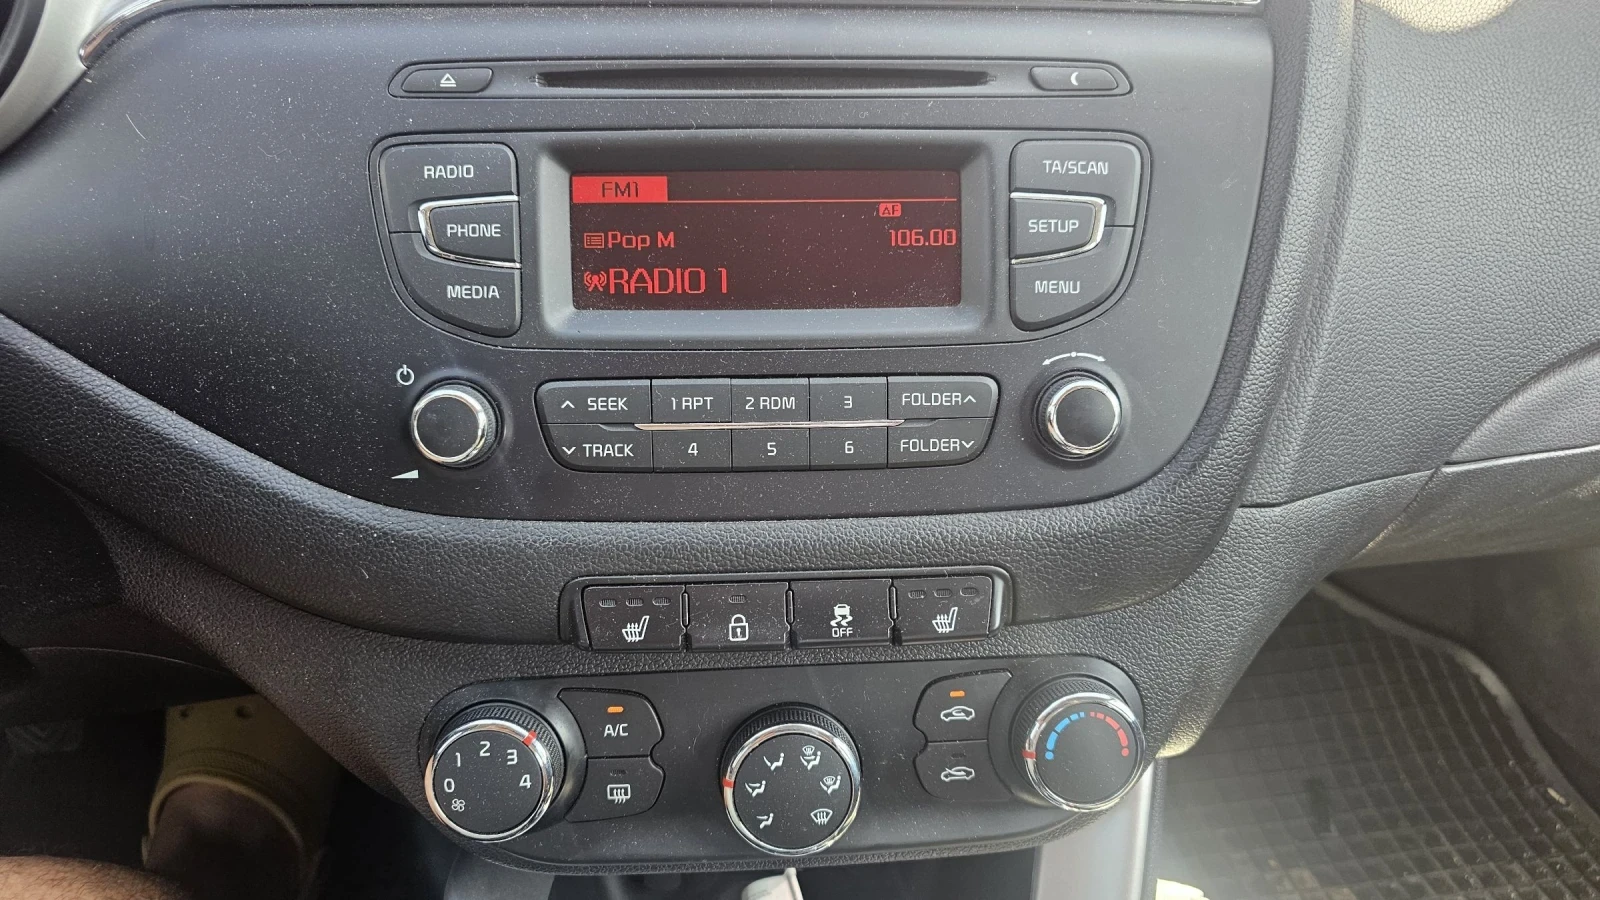 RADIO
PHONE
MEDIA
FM1
AF
Pop M 106.00
RADIO 1
TA/SCAN
SETUP
MENU
SEEK 1 RPT 2 RDM 3 FOLDER
TRACK 4 5 6 FOLDER
OFF
0 1 2 3 4
A/C